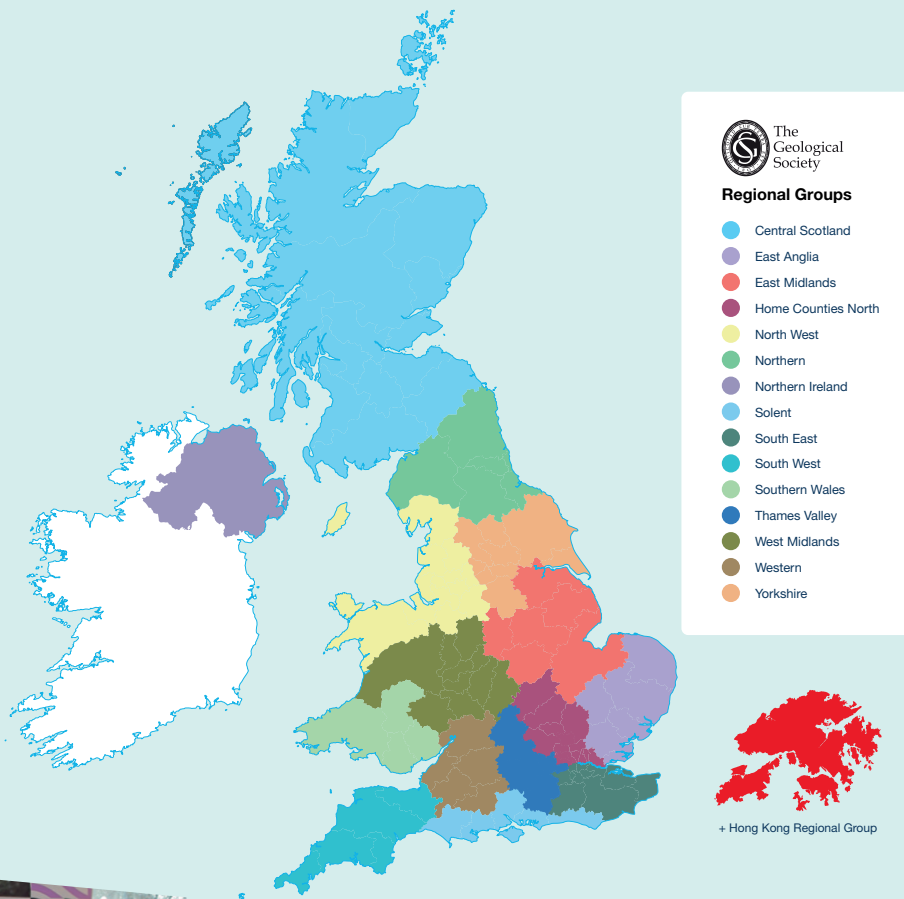 The
Geological
Society
Regional Groups
Central Scotland
East Anglia
East Midlands
Home Counties North
North West
Northern
Northern Ireland
Solent
South East
South West
Southern Wales
Thames Valley
West Midlands
Western
Yorkshire
+ Hong Kong Regional Group